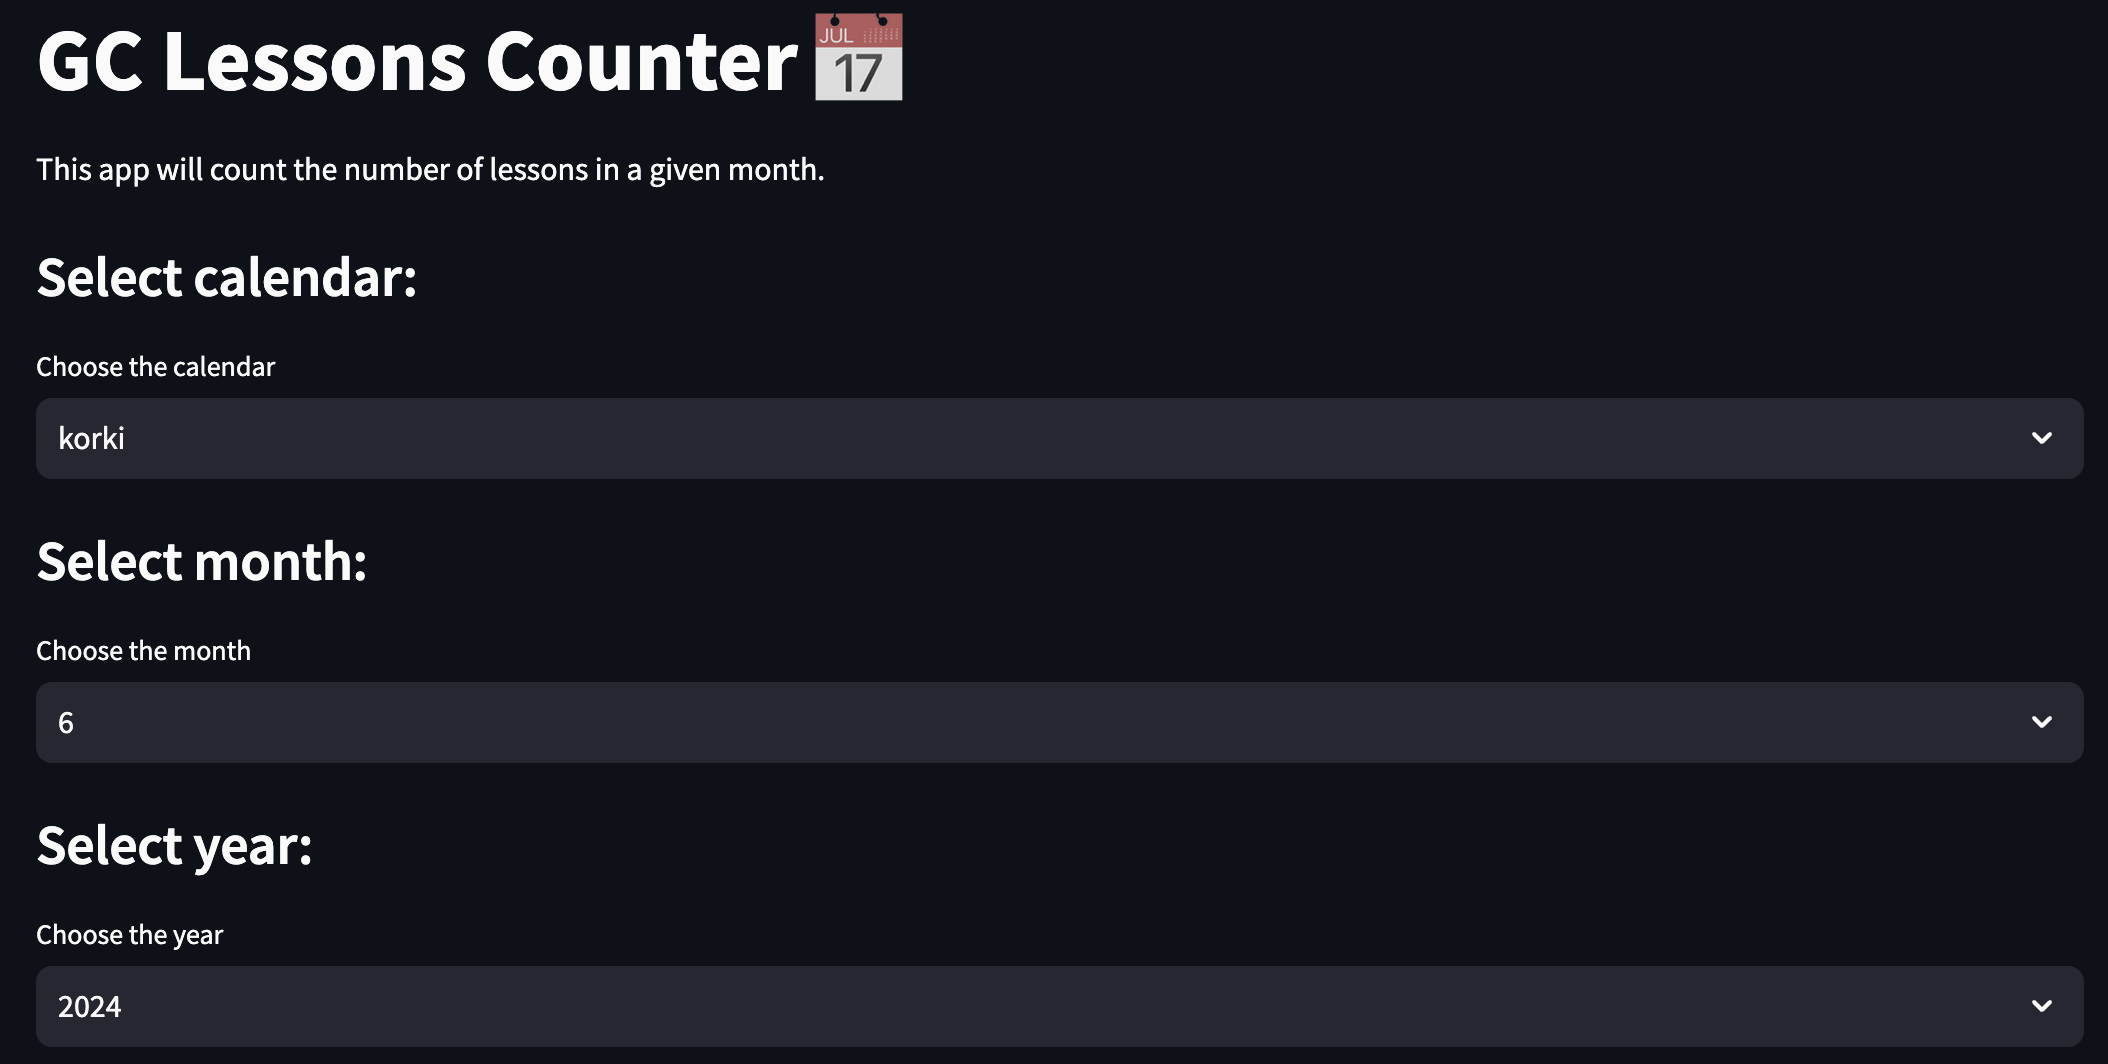 GC Lessons Counter
JUL
17
This app will count the number of lessons in a given month.
Select calendar:
Choose the calendar
korki
Select month:
Choose the month
6
Select year:
Choose the year
2024